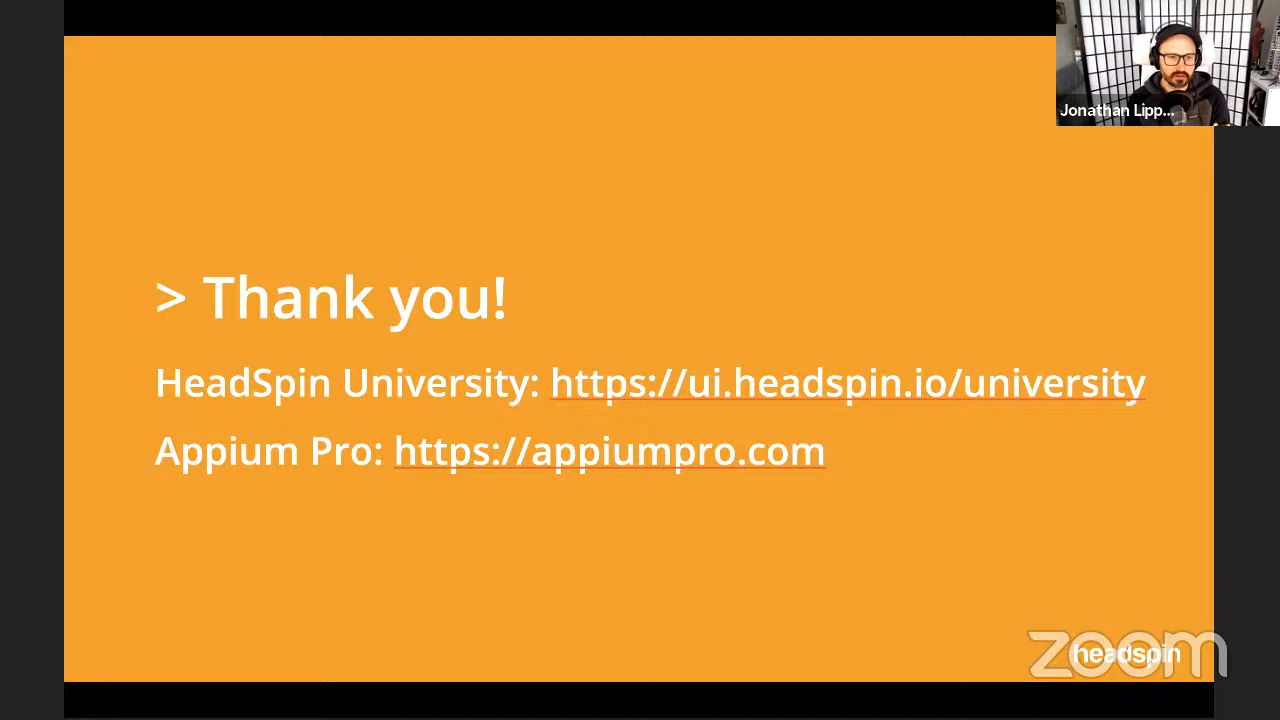 Jonathan Lipp...
> Thank you!
HeadSpin University: https://ui.headspin.io/university
Appium Pro: https://appiumpro.com
zoom
headspin